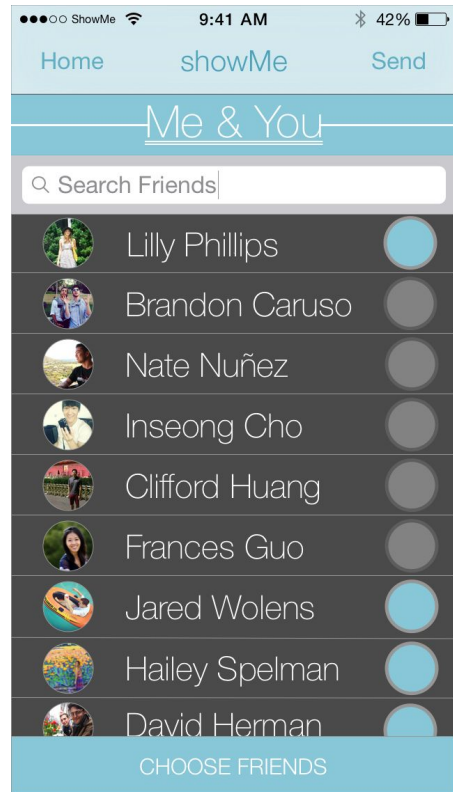 ShowMe 9:41 AM 42%
Home showMe Send
Me & You
Search Friends
Lilly Phillips
Brandon Caruso
Nate Nuñez
Inseong Cho
Clifford Huang
Frances Guo
Jared Wolens
Hailey Spelman
David Herman
CHOOSE FRIENDS